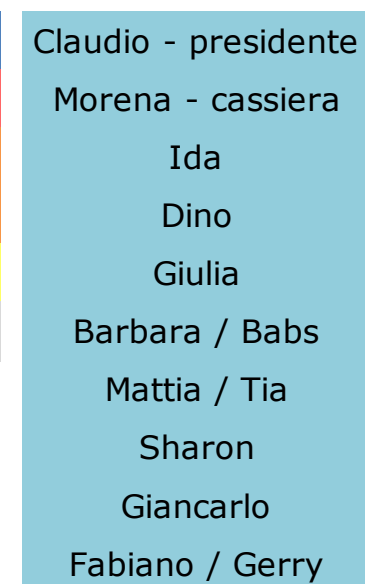 Claudio - presidente
Morena - cassiera
Ida
Dino
Giulia
Barbara / Babs
Mattia / Tia
Sharon
Giancarlo
Fabiano / Gerry